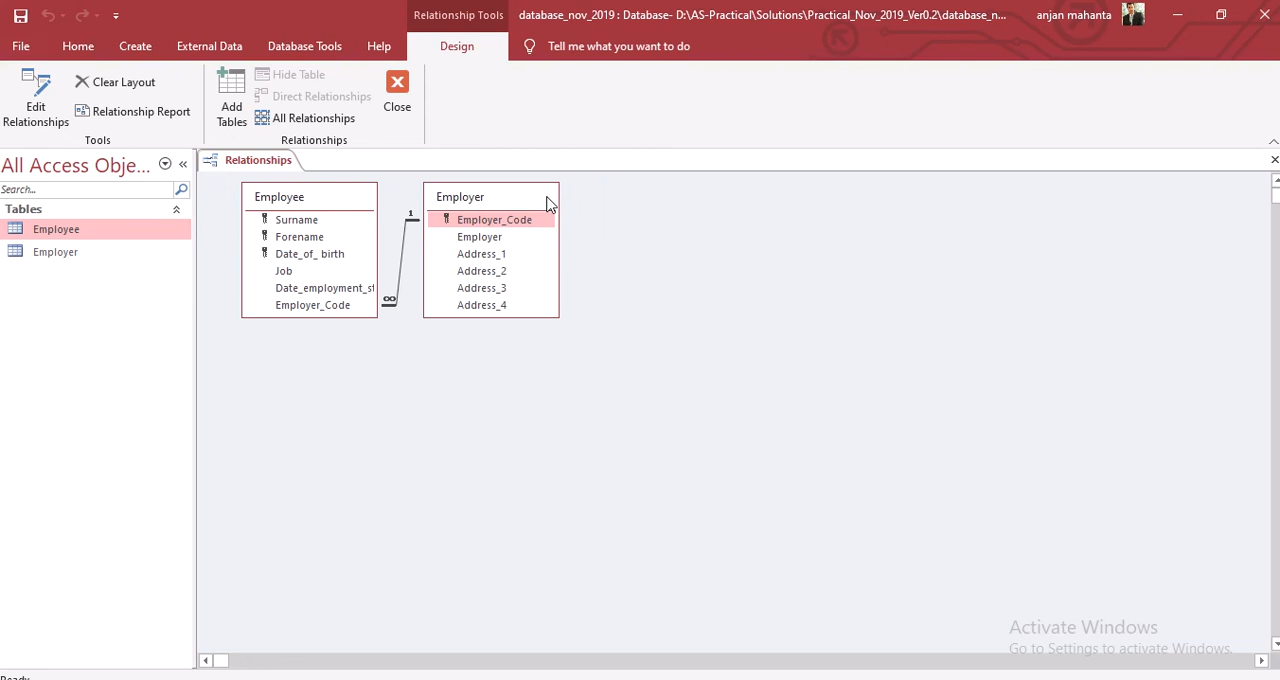 Relationship Tools
database_nov_2019 : Database- D:\AS-Practical\Solutions\Practical_Nov_2019_Ver0.2\database_n...
anjan mahanta
File Home Create External Data Database Tools Help Design Tell me what you want to do
Edit
Relationships
Clear Layout
Relationship Report
Tools
Add
Tables
Hide Table
Direct Relationships
All Relationships
Close
Relationships
All Access Obje...
Search...
Tables
Employee
Employer
Relationships
Employee
Surname
Forename
Date_of_ birth
Job
Date_employment_st
Employer_Code
1
∞
Employer
Employer_Code
Employer
Address_1
Address_2
Address_3
Address_4
Activate Windows
Go to Settings to activate Windows.
Ready